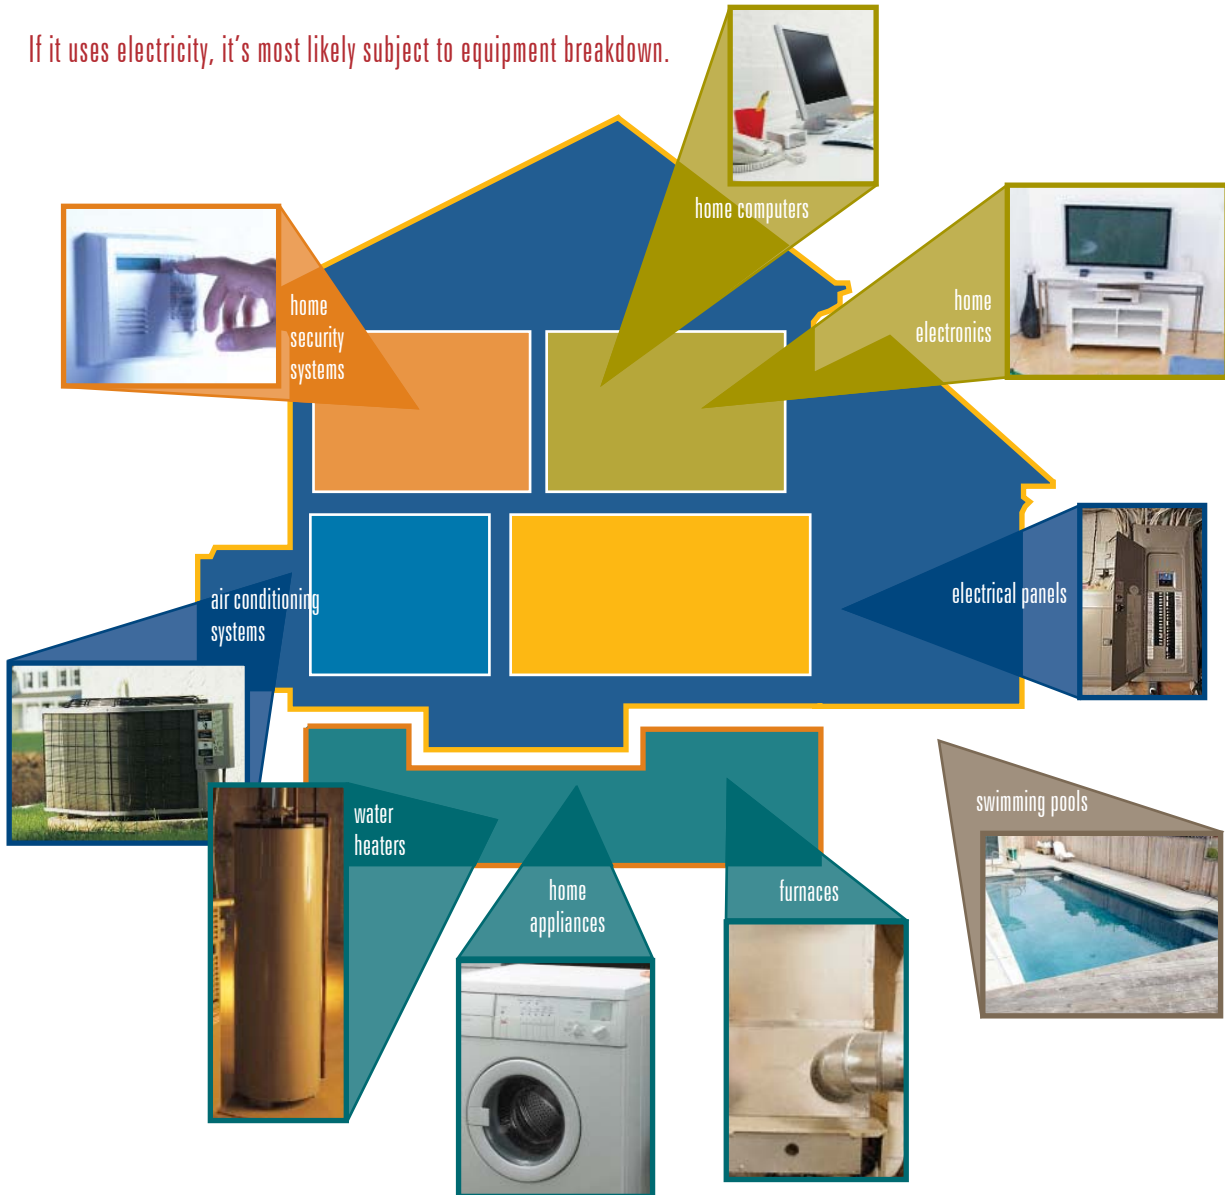 If it uses electricity, it's most likely subject to equipment breakdown.
home computers
home
security
systems
home
electronics
air conditioning
systems
electrical panels
water
heaters
home
appliances
furnaces
swimming pools